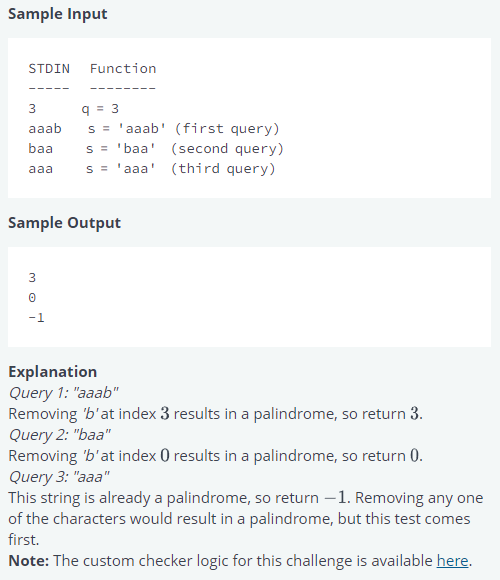 Sample Input
STDIN Function
----- --------
3 q = 3
aaab s = 'aaab' (first query)
baa s = 'baa' (second query)
aaa s = 'aaa' (third query)
Sample Output
3
0
-1
Explanation
Query 1: "aaab"
Removing 'b' at index 3 results in a palindrome, so return 3.
Query 2: "baa"
Removing 'b' at index 0 results in a palindrome, so return 0.
Query 3: "aaa"
This string is already a palindrome, so return −1. Removing any one
of the characters would result in a palindrome, but this test comes
first.
Note: The custom checker logic for this challenge is available here.